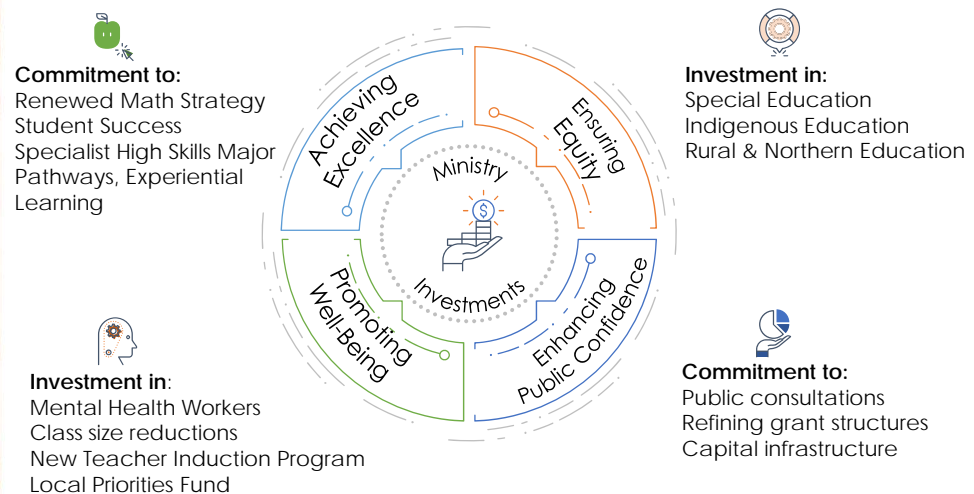 Commitment to:
Renewed Math Strategy
Student Success
Specialist High Skills Major
Pathways, Experiential
Learning
Investment in:
Special Education
Indigenous Education
Rural & Northern Education
Achieving
Excellence
Ensuring
Equity
Ministry
$
Investments
Promoting
Well-Being
Enhancing
Public Confidence
Investment in:
Mental Health Workers
Class size reductions
New Teacher Induction Program
Local Priorities Fund
Commitment to:
Public consultations
Refining grant structures
Capital infrastructure